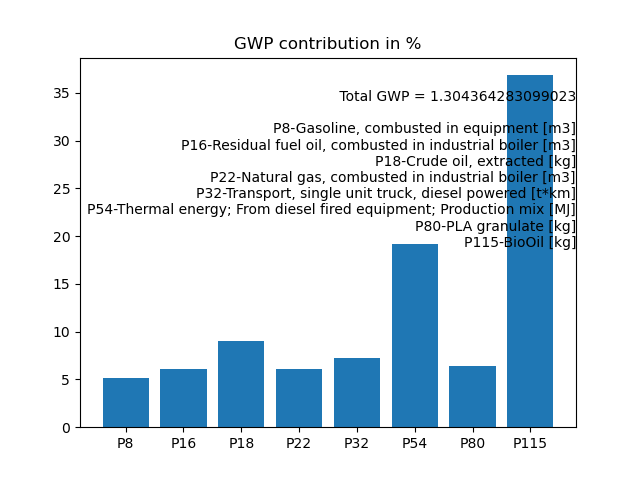 GWP contribution in %
35
30
25
20
15
10
5
0
Total GWP = 1.304364283099023
P8-Gasoline, combusted in equipment [m3]
P16-Residual fuel oil, combusted in industrial boiler [m3]
P18-Crude oil, extracted [kg]
P22-Natural gas, combusted in industrial boiler [m3]
P32-Transport, single unit truck, diesel powered [t*km]
P54-Thermal energy; From diesel fired equipment; Production mix [MJ]
P80-PLA granulate [kg]
P115-BioOil [kg]
P8 P16 P18 P22 P32 P54 P80 P115